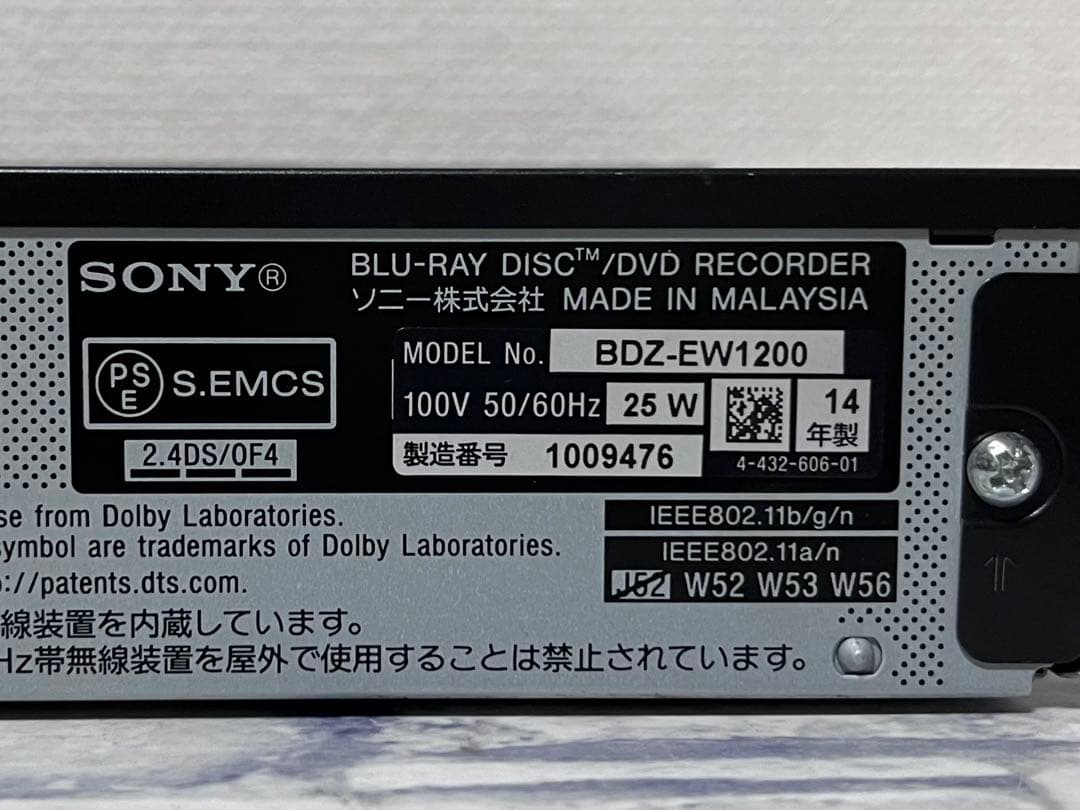 SONY®
BLU-RAY DISC™/DVD RECORDER
ソニー株式会社 MADE IN MALAYSIA
PSE S.EMCS
2.4DS/OF4
MODEL No. BDZ-EW1200
100V 50/60Hz 25 W
14年製
製造番号 1009476
4-432-606-01
se from Dolby Laboratories.
symbol are trademarks of Dolby Laboratories.
://patents.dts.com.
線装置を内蔵しています。
Hz帯無線装置を屋外で使用することは禁止されています。
IEEE802.11b/g/n
IEEE802.11a/n
J52 W52 W53 W56